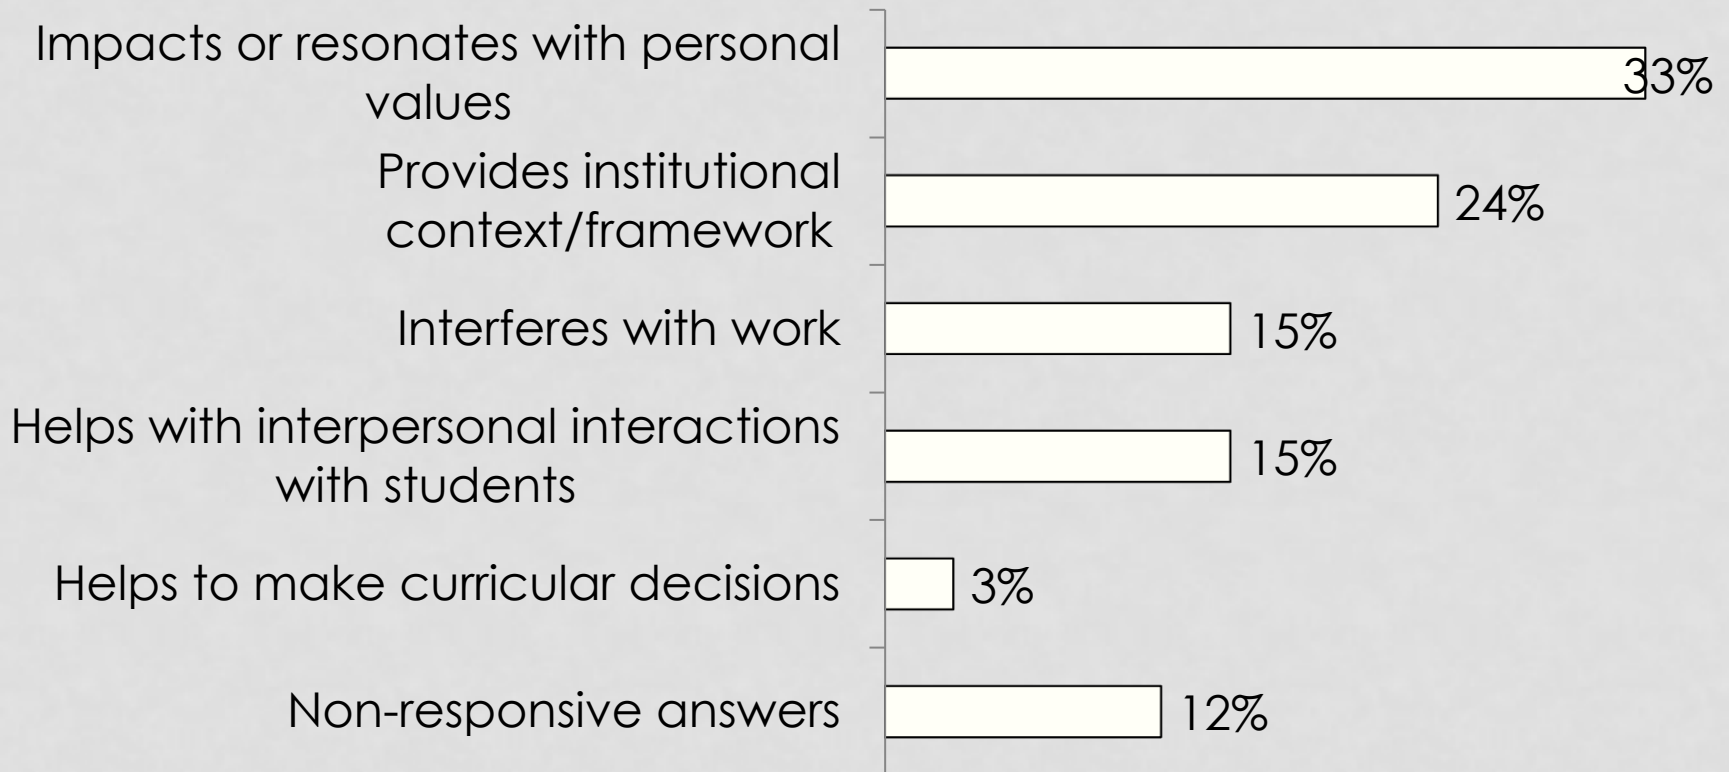 Impacts or resonates with personal
values
33%
Provides institutional
context/framework
24%
Interferes with work
15%
Helps with interpersonal interactions
with students
15%
Helps to make curricular decisions
3%
Non-responsive answers
12%